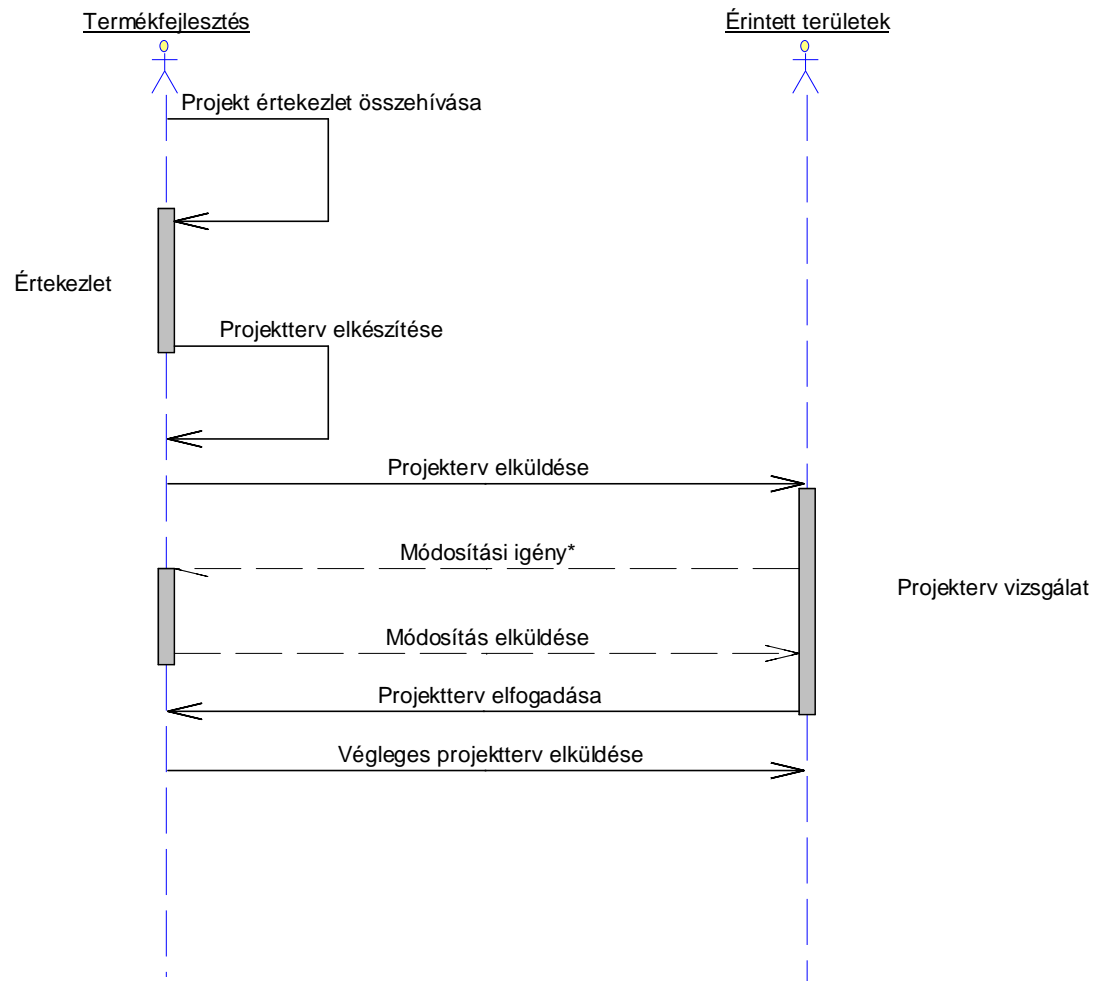 Termékfejlesztés
Érintett területek
Projekt értekezlet összehívása
Értekezlet
Projektterv elkészítése
Projekterv elküldése
Módosítási igény*
Projekterv vizsgálat
Módosítás elküldése
Projektterv elfogadása
Végleges projektterv elküldése